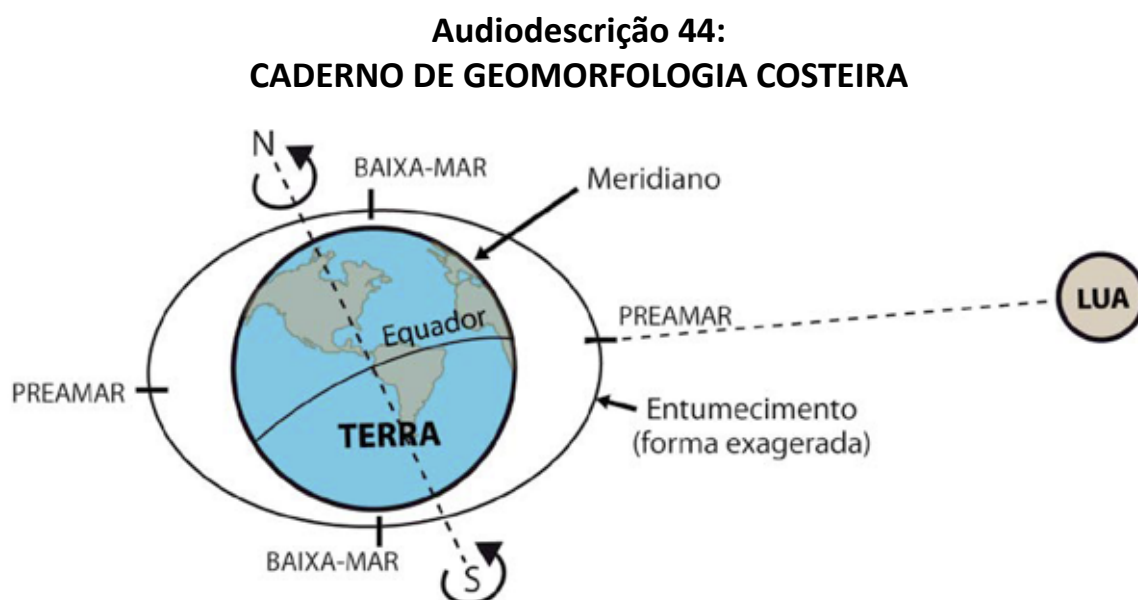 Audiodescrição 44:
CADERNO DE GEOMORFOLOGIA COSTEIRA
N
BAIXA-MAR
Meridiano
LUA
PREAMAR
Equador
PREAMAR
Entumecimento
(forma exagerada)
TERRA
BAIXA-MAR
S